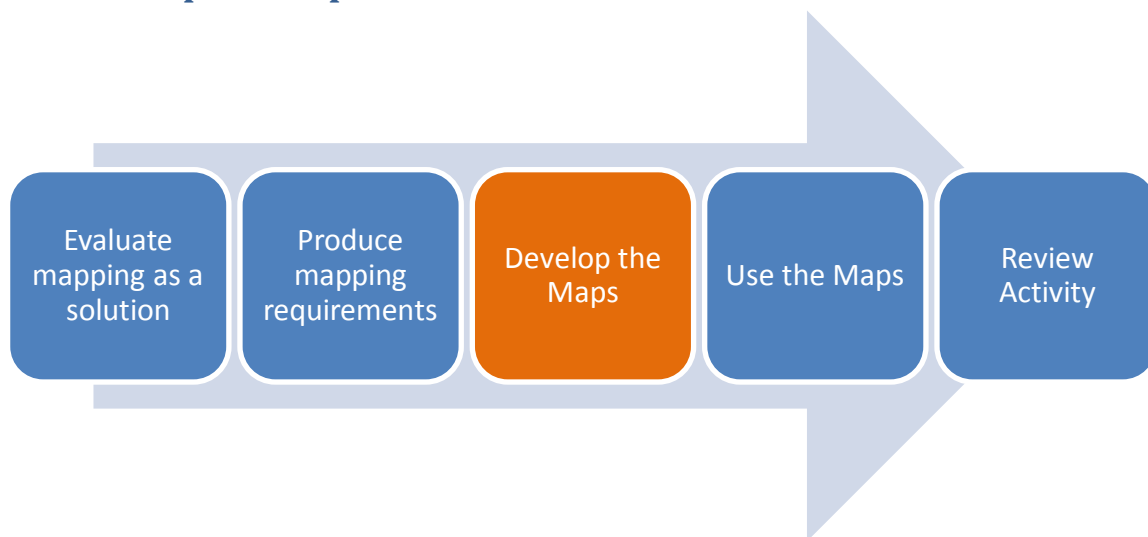 Evaluate
mapping as a
solution
Produce
mapping
requirements
Develop the
Maps
Use the Maps
Review
Activity